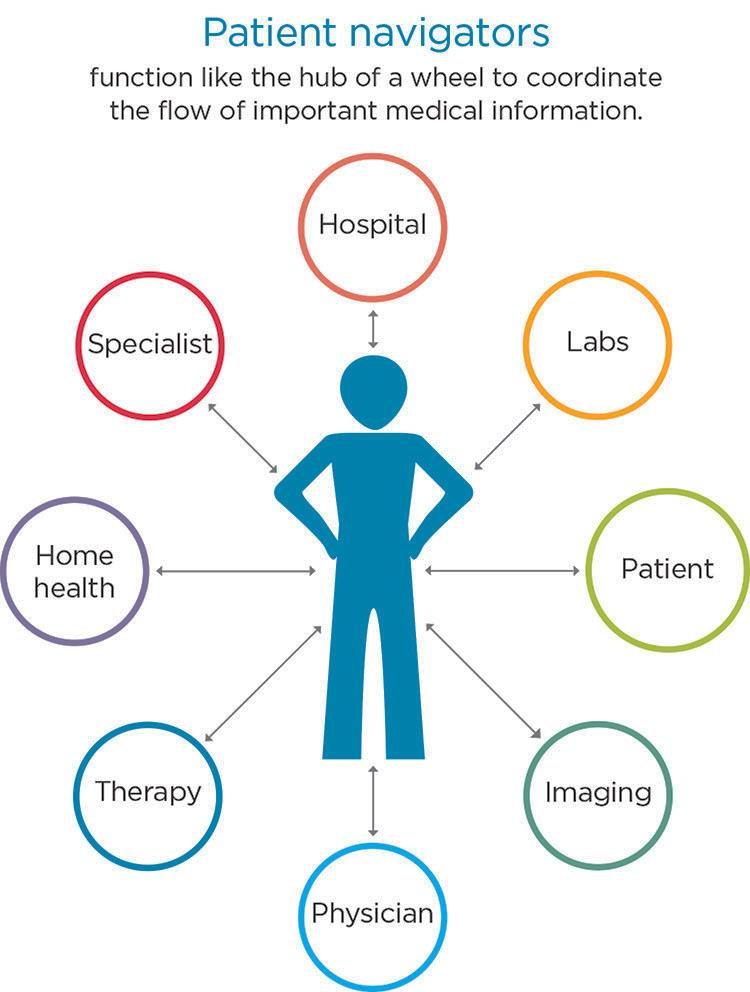 Patient navigators
function like the hub of a wheel to coordinate
the flow of important medical information.
Hospital
Specialist
Labs
Home
health
Patient
Therapy
Imaging
Physician